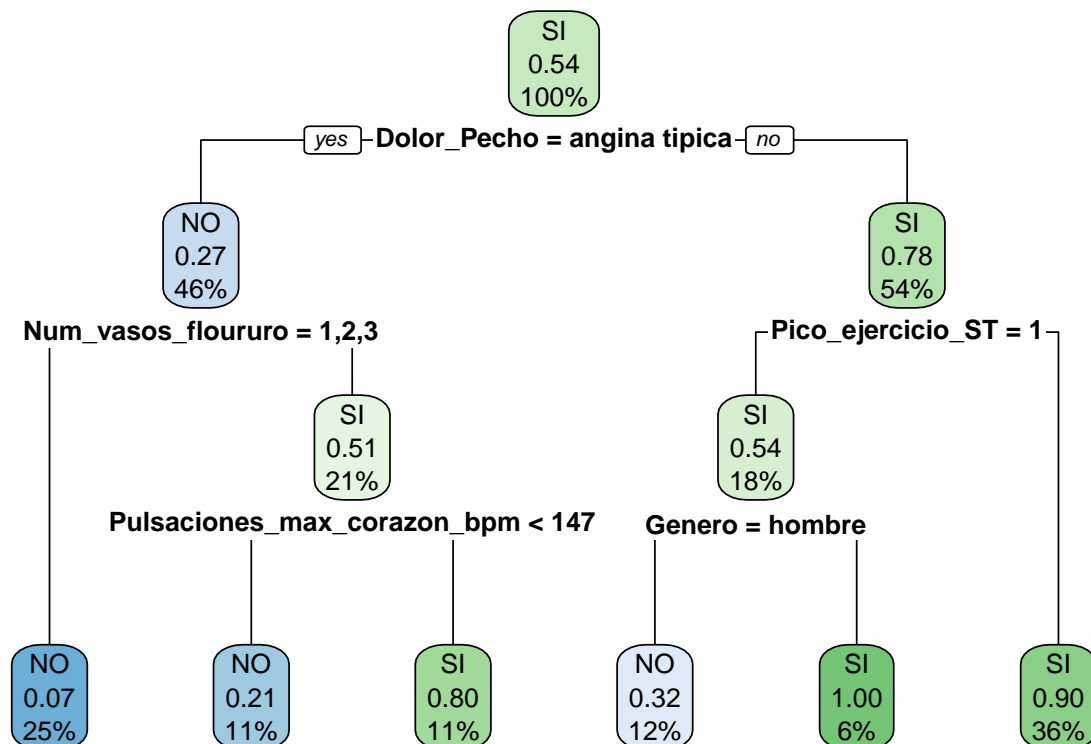 SI
0.54
100%
yes Dolor_Pecho = angina tipica no
NO
0.27
46%
SI
0.78
54%
Num_vasos_floururo = 1,2,3
Pico_ejercicio_ST = 1
SI
0.51
21%
SI
0.54
18%
Pulsaciones_max_corazon_bpm < 147
Genero = hombre
NO
0.07
25%
NO
0.21
11%
SI
0.80
11%
NO
0.32
12%
SI
1.00
6%
SI
0.90
36%